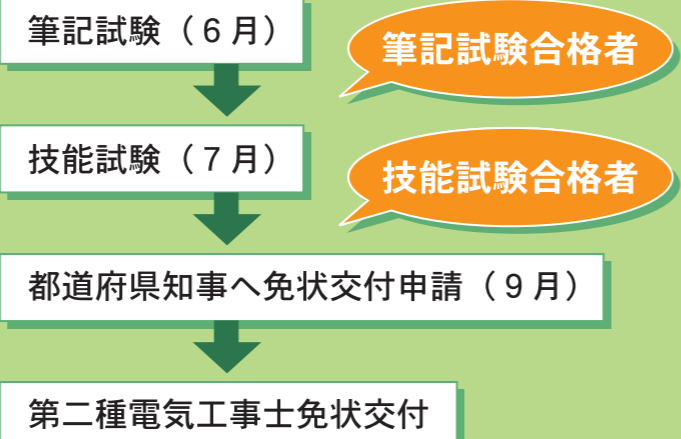 筆記試験（6月）
筆記試験合格者
技能試験（7月）
技能試験合格者
都道府県知事へ免状交付申請（9月）
第二種電気工事士免状交付